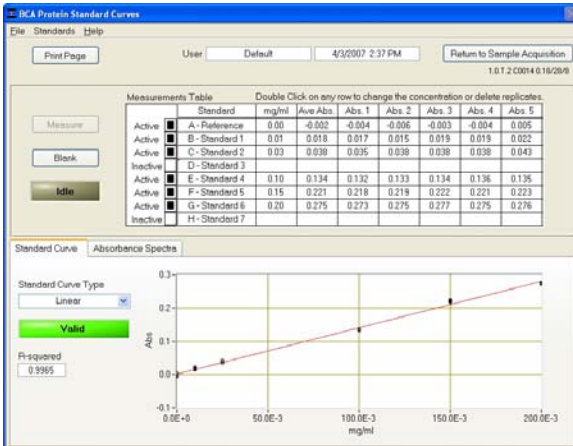 BCA Protein Standard Curves
File Standards Help
Print Page User Default 4/3/2007 2:37 PM Return to Sample Acquisition
1.0.T.2 C0014 0.18/28/8
Measurements Table Double Click on any row to change the concentration or delete replicates.
Standard mg/ml Ave Abs. Abs. 1 Abs. 2 Abs. 3 Abs. 4 Abs. 5
Measure
Active A - Reference 0.00 -0.002 -0.004 -0.006 -0.003 -0.004 0.005
Active B - Standard 1 0.01 0.018 0.017 0.015 0.019 0.019 0.022
Blank
Active C - Standard 2 0.03 0.038 0.035 0.038 0.038 0.038 0.043
Inactive D - Standard 3
Idle
Active E - Standard 4 0.10 0.134 0.132 0.133 0.134 0.136 0.135
Active F - Standard 5 0.15 0.221 0.218 0.219 0.222 0.221 0.223
Active G - Standard 6 0.20 0.275 0.273 0.275 0.277 0.275 0.276
Inactive H - Standard 7
Standard Curve Absorbance Spectra
Standard Curve Type
Linear
Valid
R-squared
0.9965
Abs
0.3
0.2
0.1
0.0
-0.1
0.0E+0 50.0E-3 100.0E-3 150.0E-3 200.0E-3
mg/ml